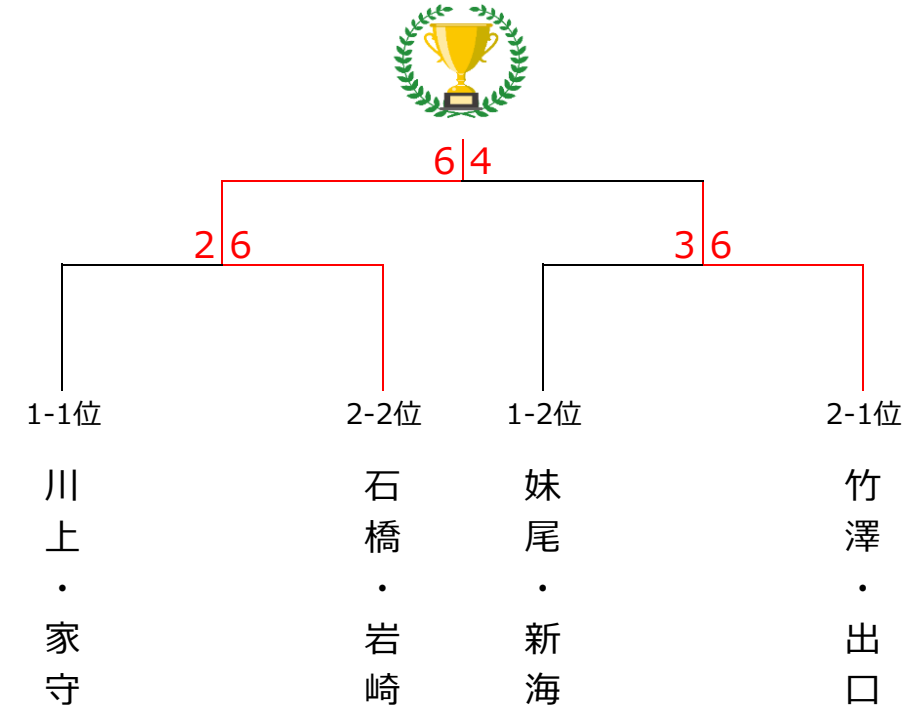 6 4
2 6
3 6
1-1位
2-2位
1-2位
2-1位
川上・家守
石橋・岩崎
妹尾・新海
竹澤・出口